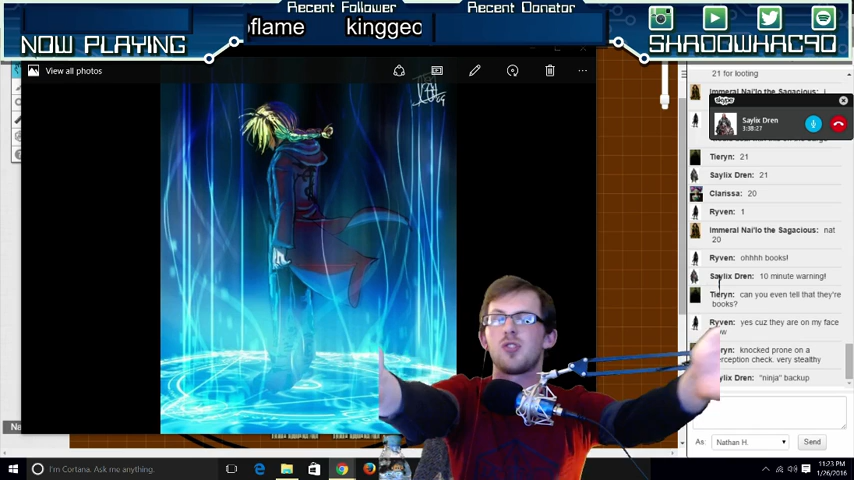 Recent Follower
Recent Donator
oflame kinggeo
NOW PLAYING
SHADOWHAC90
View all photos
21 for looting
Immeral Nai'lo the Sagacious:
skype
Saylix Dren
3:38:27
Tieryn: 21
Saylix Dren: 21
Clarissa: 20
Ryven: 1
Immeral Nai'lo the Sagacious: nat
20
Ryven: ohhhh books!
Saylix Dren: 10 minute warning!
Tieryn: can you even tell that they're
books?
Ryven: yes cuz they are on my face
Tieryn: knocked prone on a
perception check. very stealthy
Saylix Dren: "ninja" backup
As: Nathan H.
Send
I'm Cortana. Ask me anything.
11:23 PM
1/26/2016